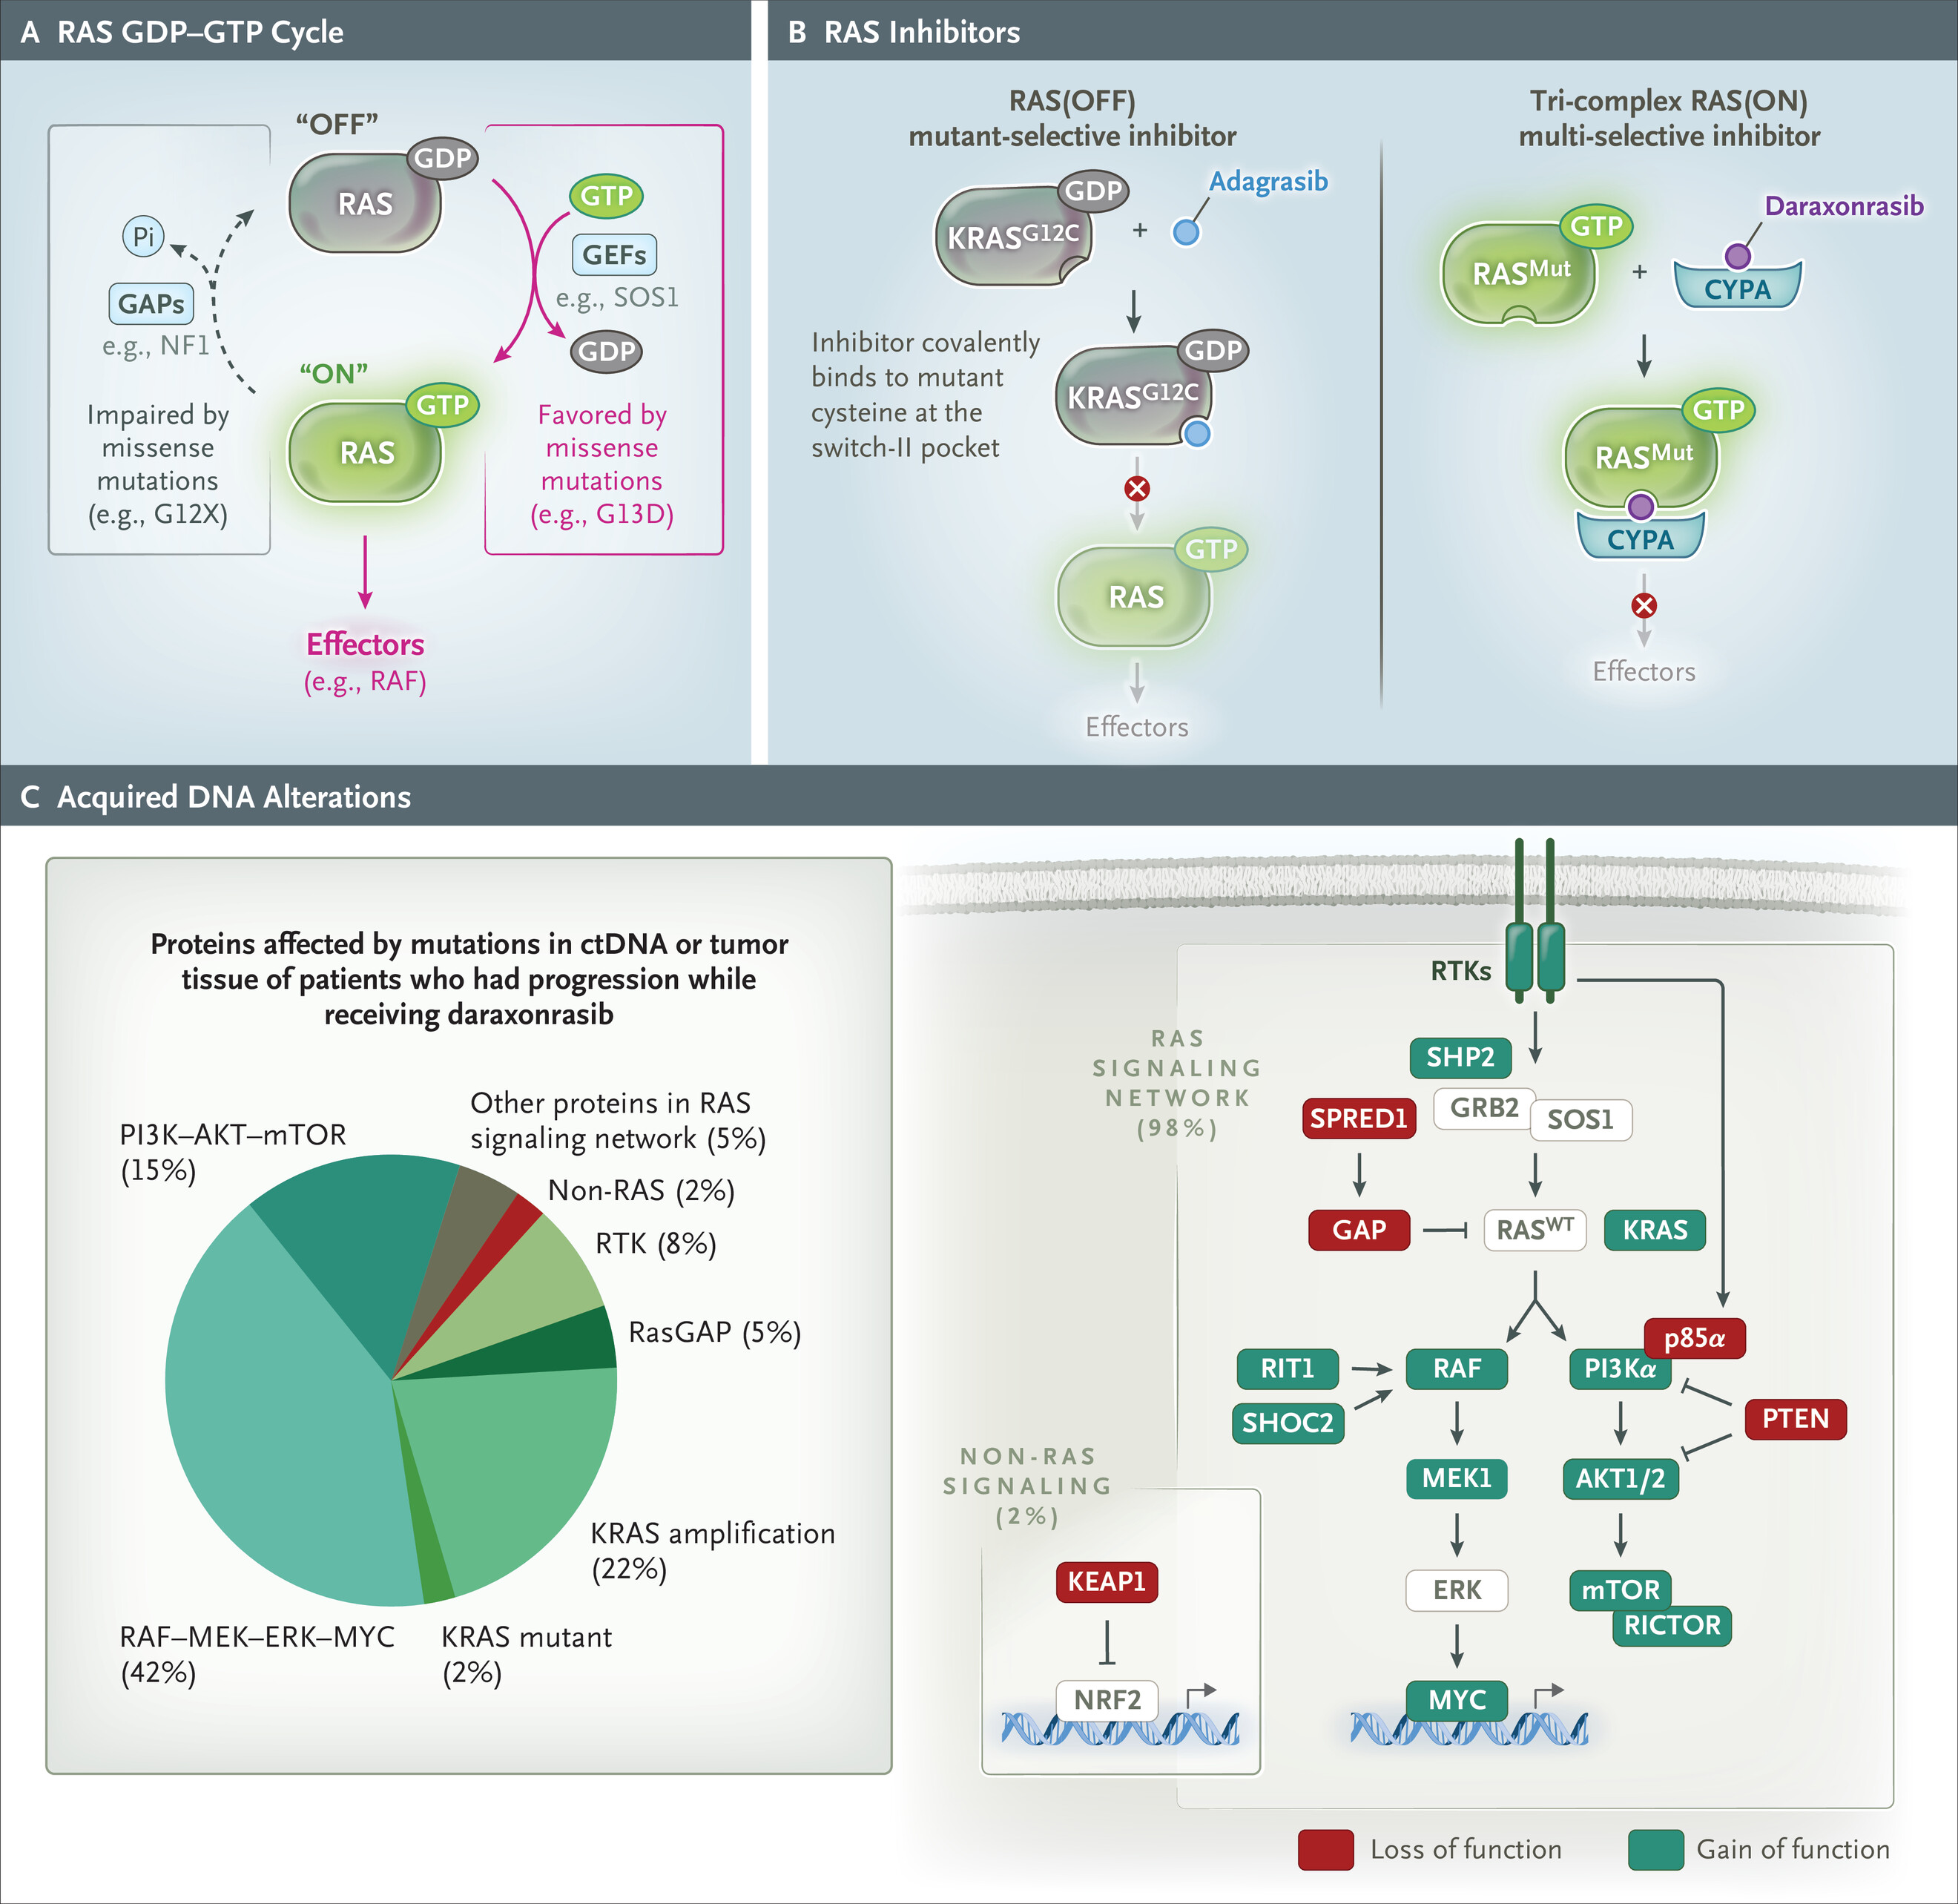 A RAS GDP–GTP Cycle
“OFF”
GDP
RAS
GTP
Pi
GEFs
e.g., SOS1
GAPs
e.g., NF1
GDP
“ON”
GTP
RAS
Impaired by
missense
mutations
(e.g., G12X)
Favored by
missense
mutations
(e.g., G13D)
Effectors
(e.g., RAF)
B RAS Inhibitors
RAS(OFF)
mutant-selective inhibitor
GDP
Adagrasib
KRASG12C
+
Inhibitor covalently
binds to mutant
cysteine at the
switch-II pocket
GDP
KRASG12C
GTP
RAS
Effectors
Tri-complex RAS(ON)
multi-selective inhibitor
Daraxonrasib
GTP
RASMut
+
CYPA
GTP
RASMut
CYPA
Effectors
C Acquired DNA Alterations
Proteins affected by mutations in ctDNA or tumor
tissue of patients who had progression while
receiving daraxonrasib
Other proteins in RAS
signaling network (5%)
PI3K–AKT–mTOR
(15%)
Non-RAS (2%)
RTK (8%)
RasGAP (5%)
KRAS amplification
(22%)
RAF–MEK–ERK–MYC
(42%)
KRAS mutant
(2%)
RTKs
RAS
SIGNALING
NETWORK
(98%)
SHP2
GRB2
SOS1
SPRED1
GAP
RASWT
KRAS
p85α
RIT1
RAF
PI3Kα
SHOC2
PTEN
MEK1
AKT1/2
ERK
mTOR
RICTOR
MYC
NON-RAS
SIGNALING
(2%)
KEAP1
NRF2
Loss of function
Gain of function